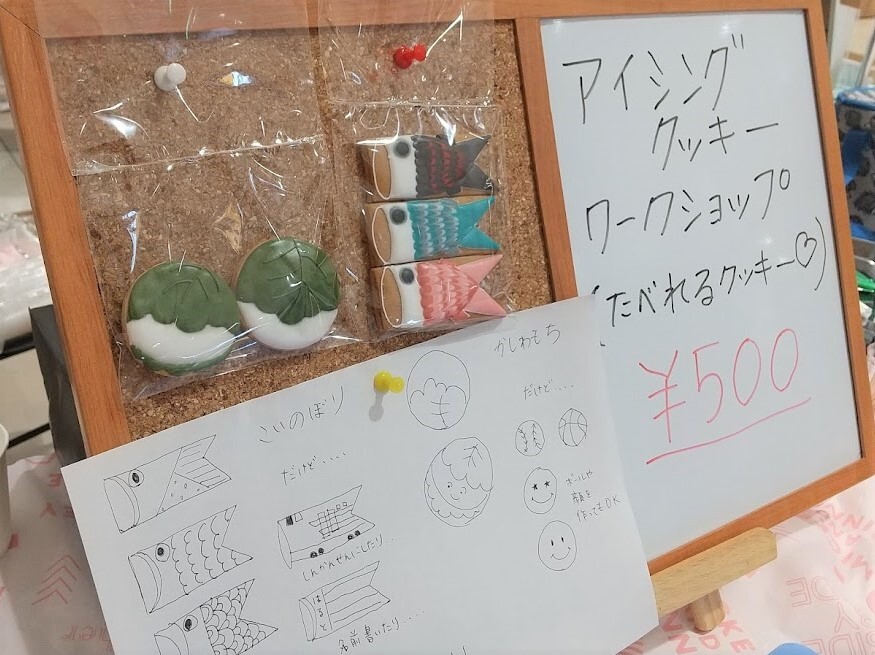 アイシング
クッキー
ワークショップ
(たべれるクッキー♡)
¥500
こいのぼり
だけど....
しんかんせんにしたり..
はると
名前書いたり....
かしわもち
だけど....
ボールや
顔を
作ってもOK